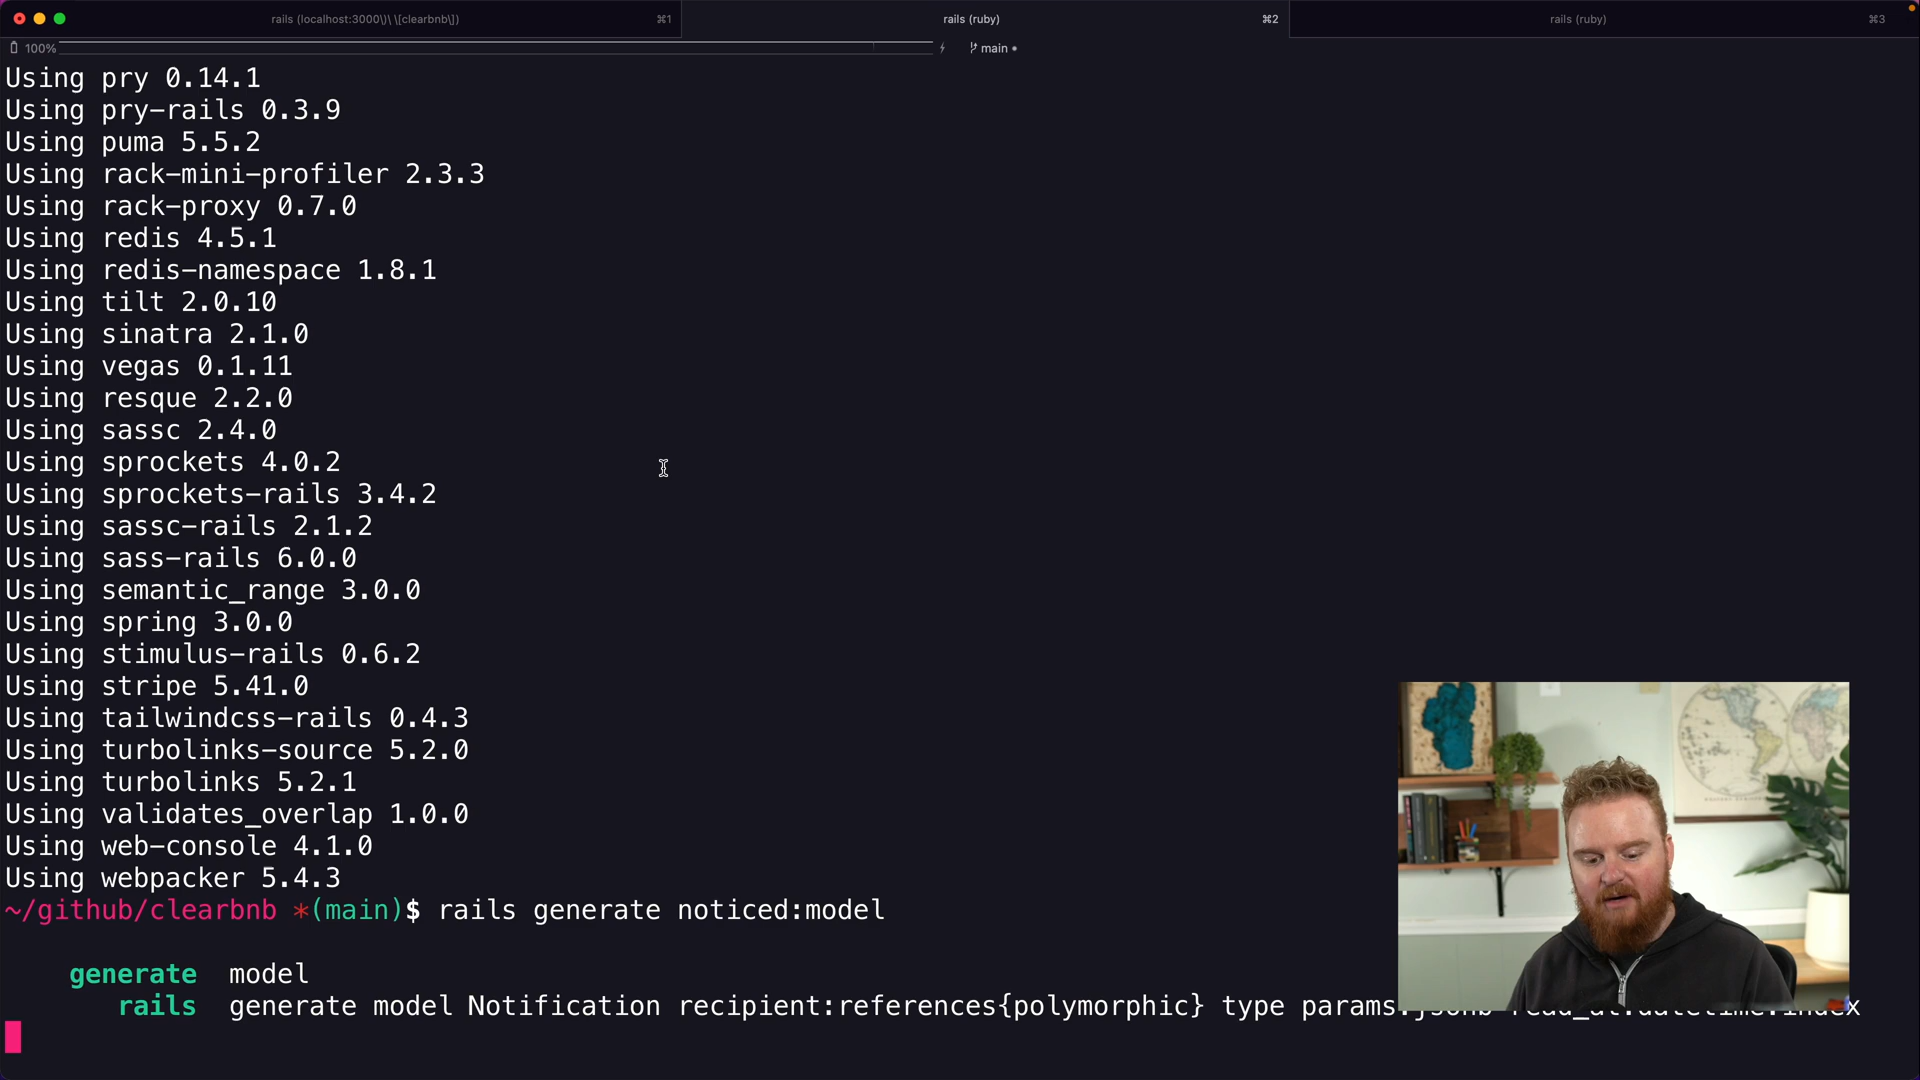 rails (localhost:3000\)\ \[clearbnb\])
⌘1
rails (ruby)
⌘2
rails (ruby)
⌘3
100%
main
Using pry 0.14.1
Using pry-rails 0.3.9
Using puma 5.5.2
Using rack-mini-profiler 2.3.3
Using rack-proxy 0.7.0
Using redis 4.5.1
Using redis-namespace 1.8.1
Using tilt 2.0.10
Using sinatra 2.1.0
Using vegas 0.1.11
Using resque 2.2.0
Using sassc 2.4.0
Using sprockets 4.0.2
Using sprockets-rails 3.4.2
Using sassc-rails 2.1.2
Using sass-rails 6.0.0
Using semantic_range 3.0.0
Using spring 3.0.0
Using stimulus-rails 0.6.2
Using stripe 5.41.0
Using tailwindcss-rails 0.4.3
Using turbolinks-source 5.2.0
Using turbolinks 5.2.1
Using validates_overlap 1.0.0
Using web-console 4.1.0
Using webpacker 5.4.3
~/github/clearbnb *(main)$ rails generate noticed:model
generate model
rails generate model Notification recipient:references{polymorphic} type params:jsonb read_at:datetime:index